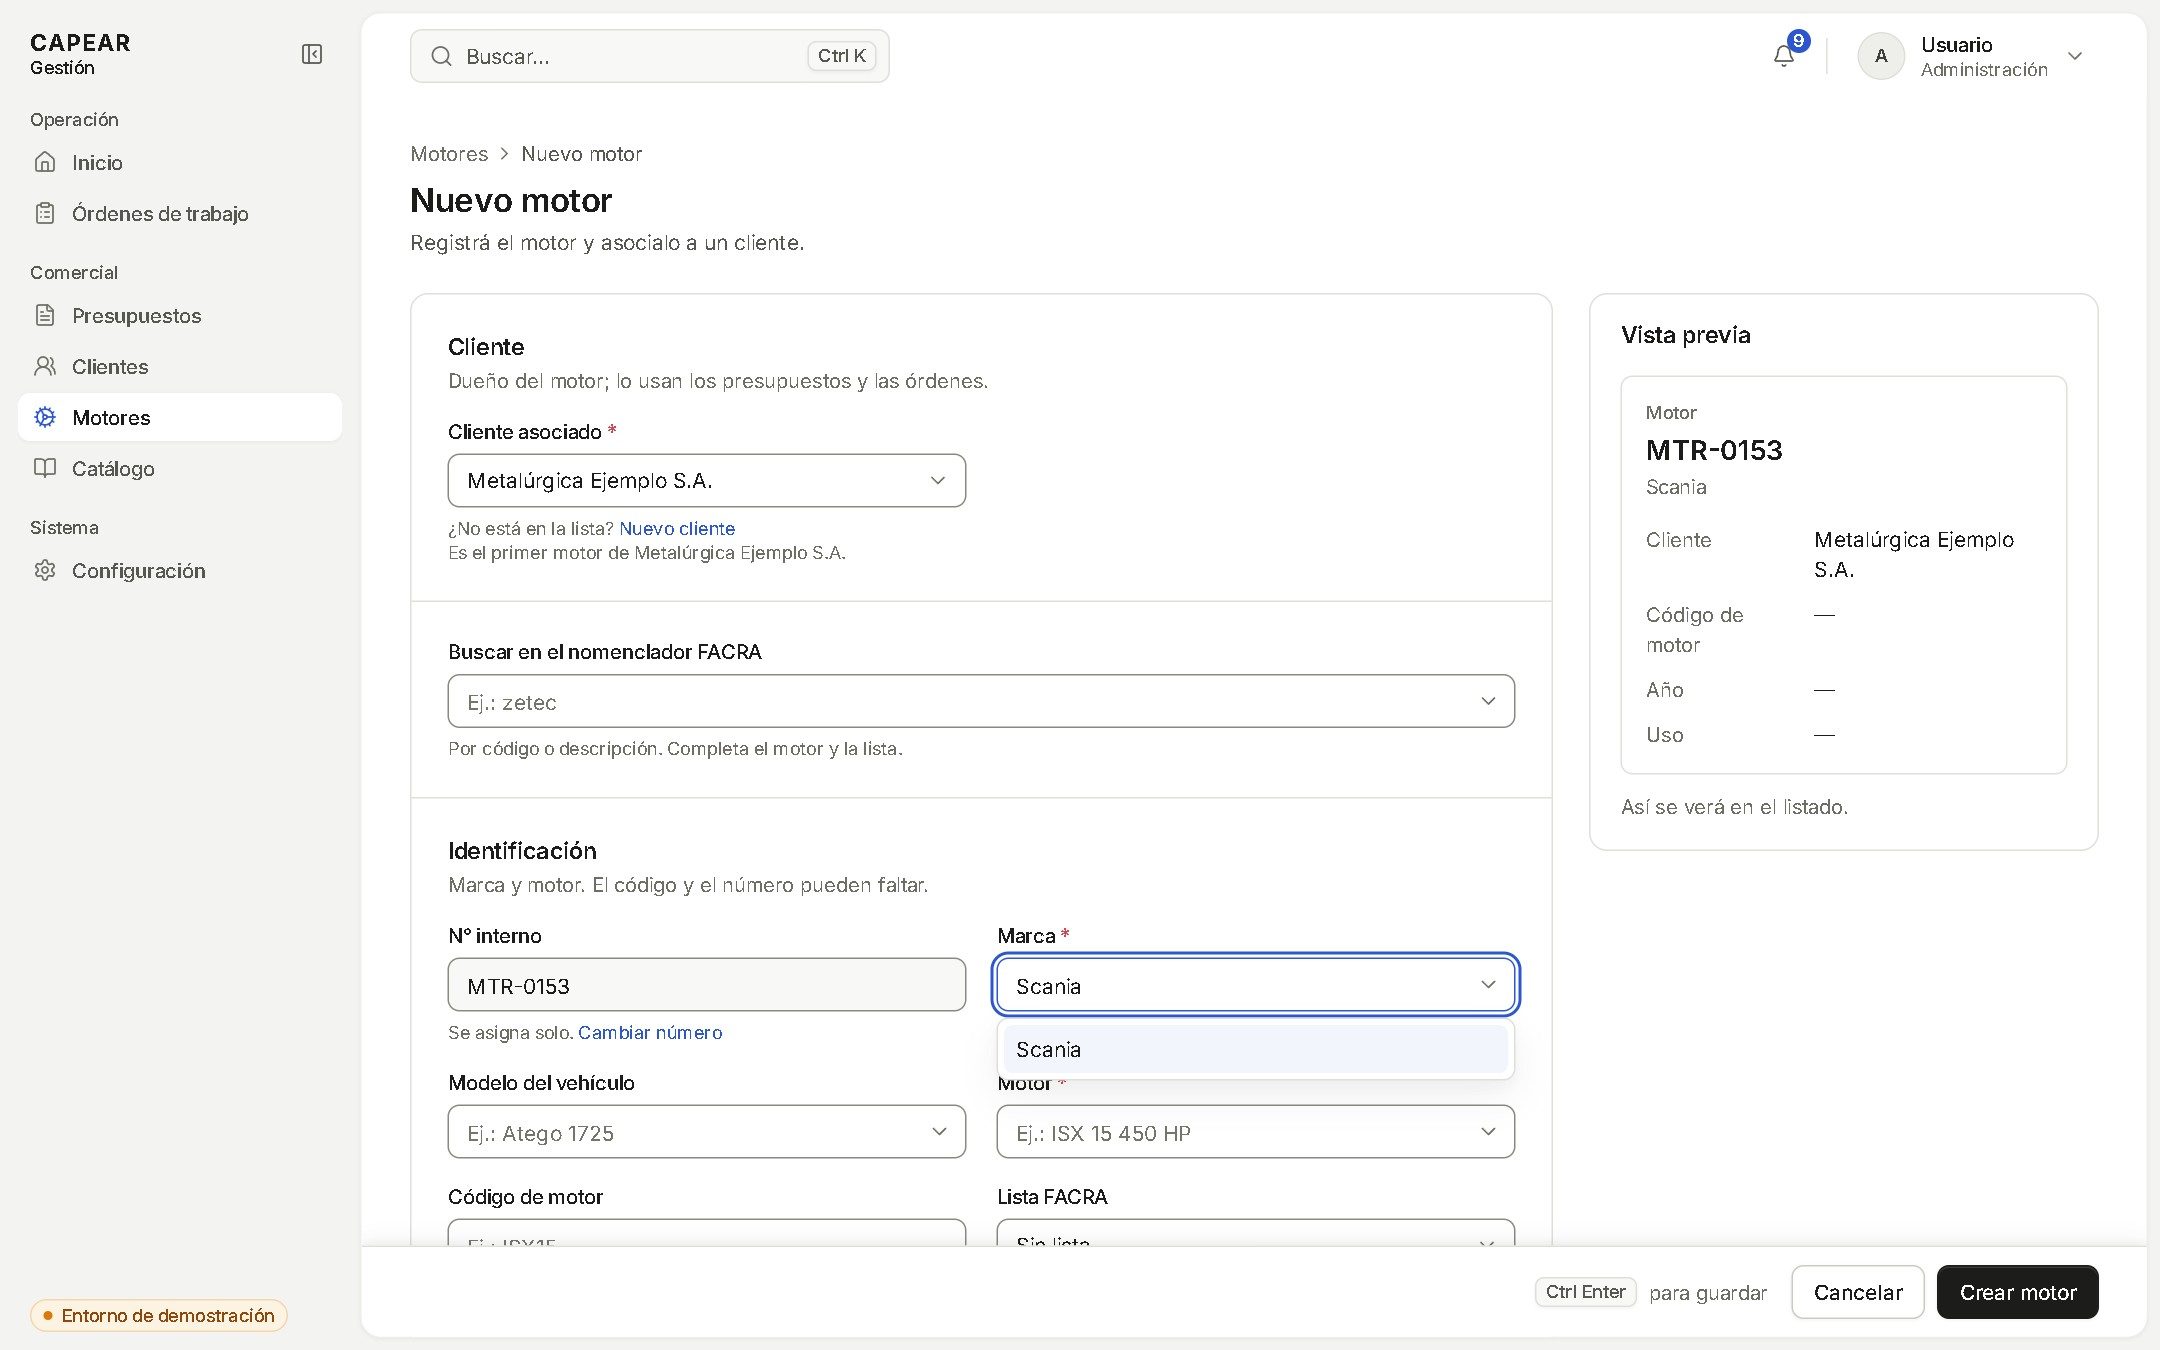 CAPEAR
Gestión
Operación
Inicio
Órdenes de trabajo
Comercial
Presupuestos
Clientes
Motores
Catálogo
Sistema
Configuración
Entorno de demostración
Buscar...
Ctrl K
9
A
Usuario
Administración
Motores > Nuevo motor
Nuevo motor
Registrá el motor y asocialo a un cliente.
Cliente
Dueño del motor; lo usan los presupuestos y las órdenes.
Cliente asociado *
Metalúrgica Ejemplo S.A.
¿No está en la lista? Nuevo cliente
Es el primer motor de Metalúrgica Ejemplo S.A.
Buscar en el nomenclador FACRA
Ej.: zetec
Por código o descripción. Completa el motor y la lista.
Identificación
Marca y motor. El código y el número pueden faltar.
N° interno
MTR-0153
Se asigna solo. Cambiar número
Marca *
Scania
Scania
Modelo del vehículo
Ej.: Atego 1725
Motor *
Ej.: ISX 15 450 HP
Código de motor
Ej.: ISX15
Lista FACRA
Sin lista
Vista previa
Motor
MTR-0153
Scania
Cliente
Metalúrgica Ejemplo
S.A.
Código de
motor
—
Año
—
Uso
—
Así se verá en el listado.
Ctrl Enter para guardar
Cancelar
Crear motor